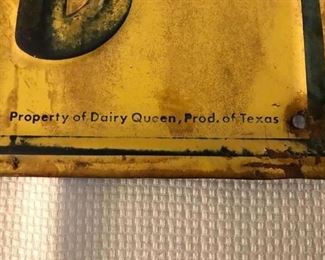 Property of Dairy Queen, Prod. of Texas